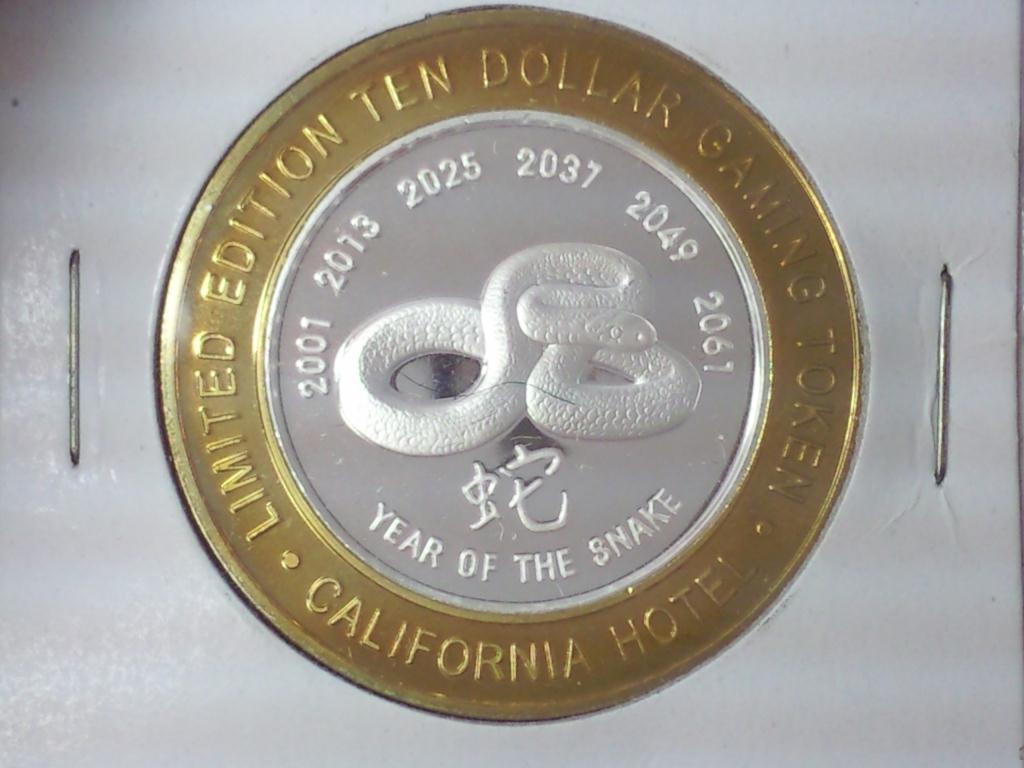 LIMITED EDITION TEN DOLLAR GAMING TOKEN
• CALIFORNIA HOTEL •
2001 2013 2025 2037 2049 2061
蛇
YEAR OF THE SNAKE